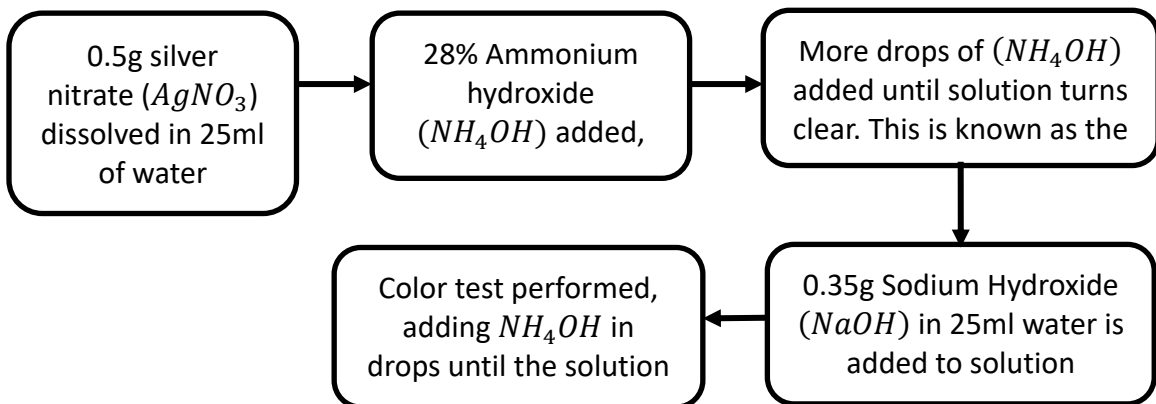 0.5g silver
nitrate (AgNO₃)
dissolved in 25ml
of water
28% Ammonium
hydroxide
(NH₄OH) added,
More drops of (NH₄OH)
added until solution turns
clear. This is known as the
0.35g Sodium Hydroxide
(NaOH) in 25ml water is
added to solution
Color test performed,
adding NH₄OH in
drops until the solution